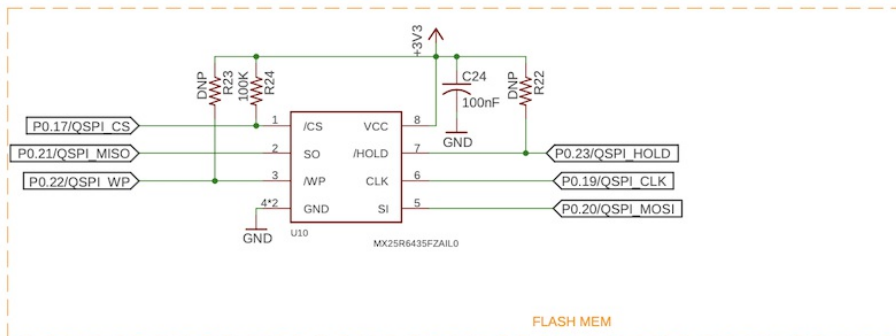 +3V3
DNP
R23
100K
R24
C24
100nF
DNP
R22
GND
P0.17/QSPI_CS
1
/CS
VCC
8
P0.21/QSPI_MISO
2
SO
/HOLD
7
P0.23/QSPI_HOLD
P0.22/QSPI_WP
3
/WP
CLK
6
P0.19/QSPI_CLK
4*2
GND
SI
5
P0.20/QSPI_MOSI
GND
U10
MX25R6435FZAIL0
FLASH MEM